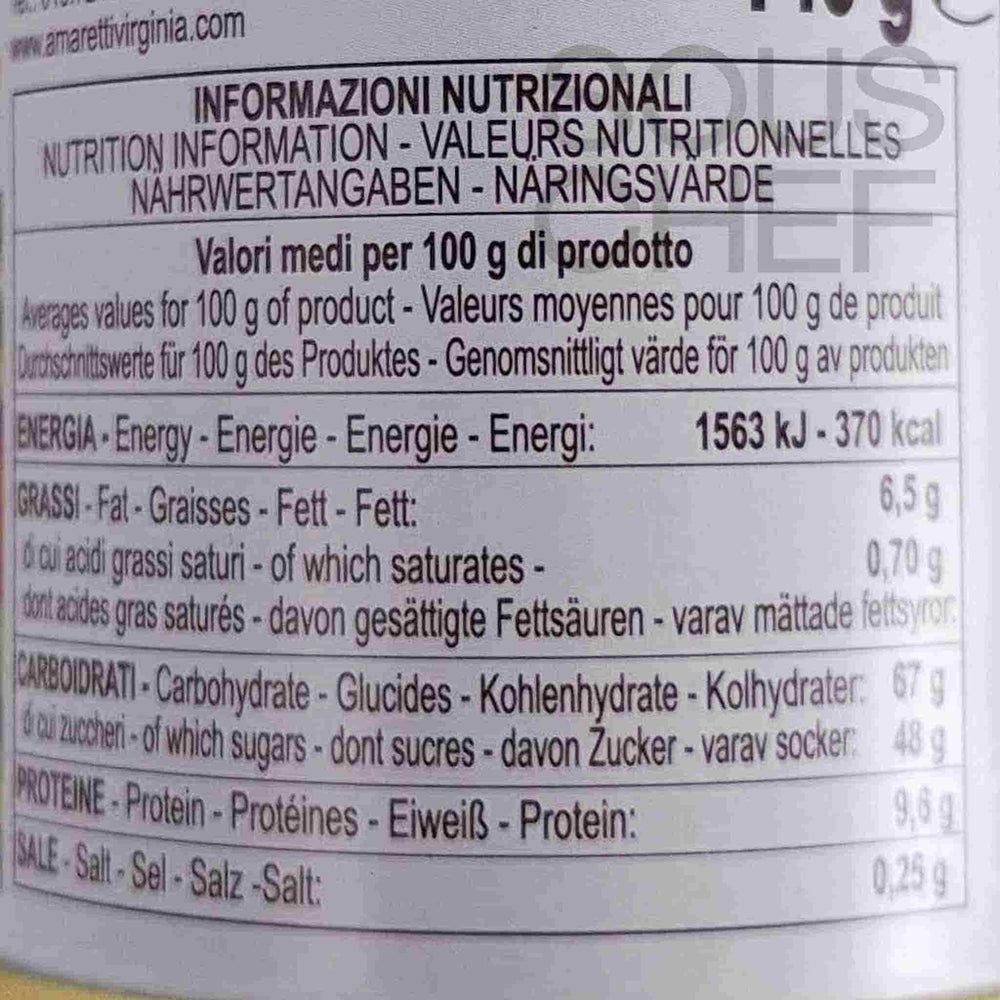 www.amarettivirginia.com
SOUS
CHEF
INFORMAZIONI NUTRIZIONALI
NUTRITION INFORMATION - VALEURS NUTRITIONNELLES
NÄHRWERTANGABEN - NÄRINGSVÄRDE
Valori medi per 100 g di prodotto
Averages values for 100 g of product - Valeurs moyennes pour 100 g de produit
Durchschnittswerte für 100 g des Produktes - Genomsnittligt värde för 100 g av produkten
ENERGIA - Energy - Energie - Energie - Energi: 1563 kJ - 370 kcal
GRASSI - Fat - Graisses - Fett - Fett: 6,5 g
di cui acidi grassi saturi - of which saturates - 0,70 g
dont acides gras saturés - davon gesättigte Fettsäuren - varav mättade fettsyror:
CARBOIDRATI - Carbohydrate - Glucides - Kohlenhydrate - Kolhydrater: 67 g
di cui zuccheri - of which sugars - dont sucres - davon Zucker - varav socker: 48 g
PROTEINE - Protein - Protéines - Eiweiß - Protein: 9,6 g
SALE - Salt - Sel - Salz -Salt: 0,25 g